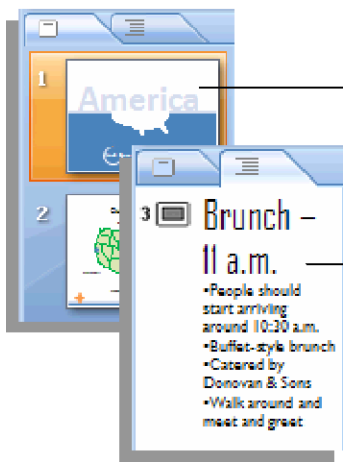 1
America
2
3
Brunch –
11 a.m.
•People should
start arriving
around 10:30 a.m.
•Buffet-style brunch
•Catered by
Donovan & Sons
•Walk around and
meet and greet